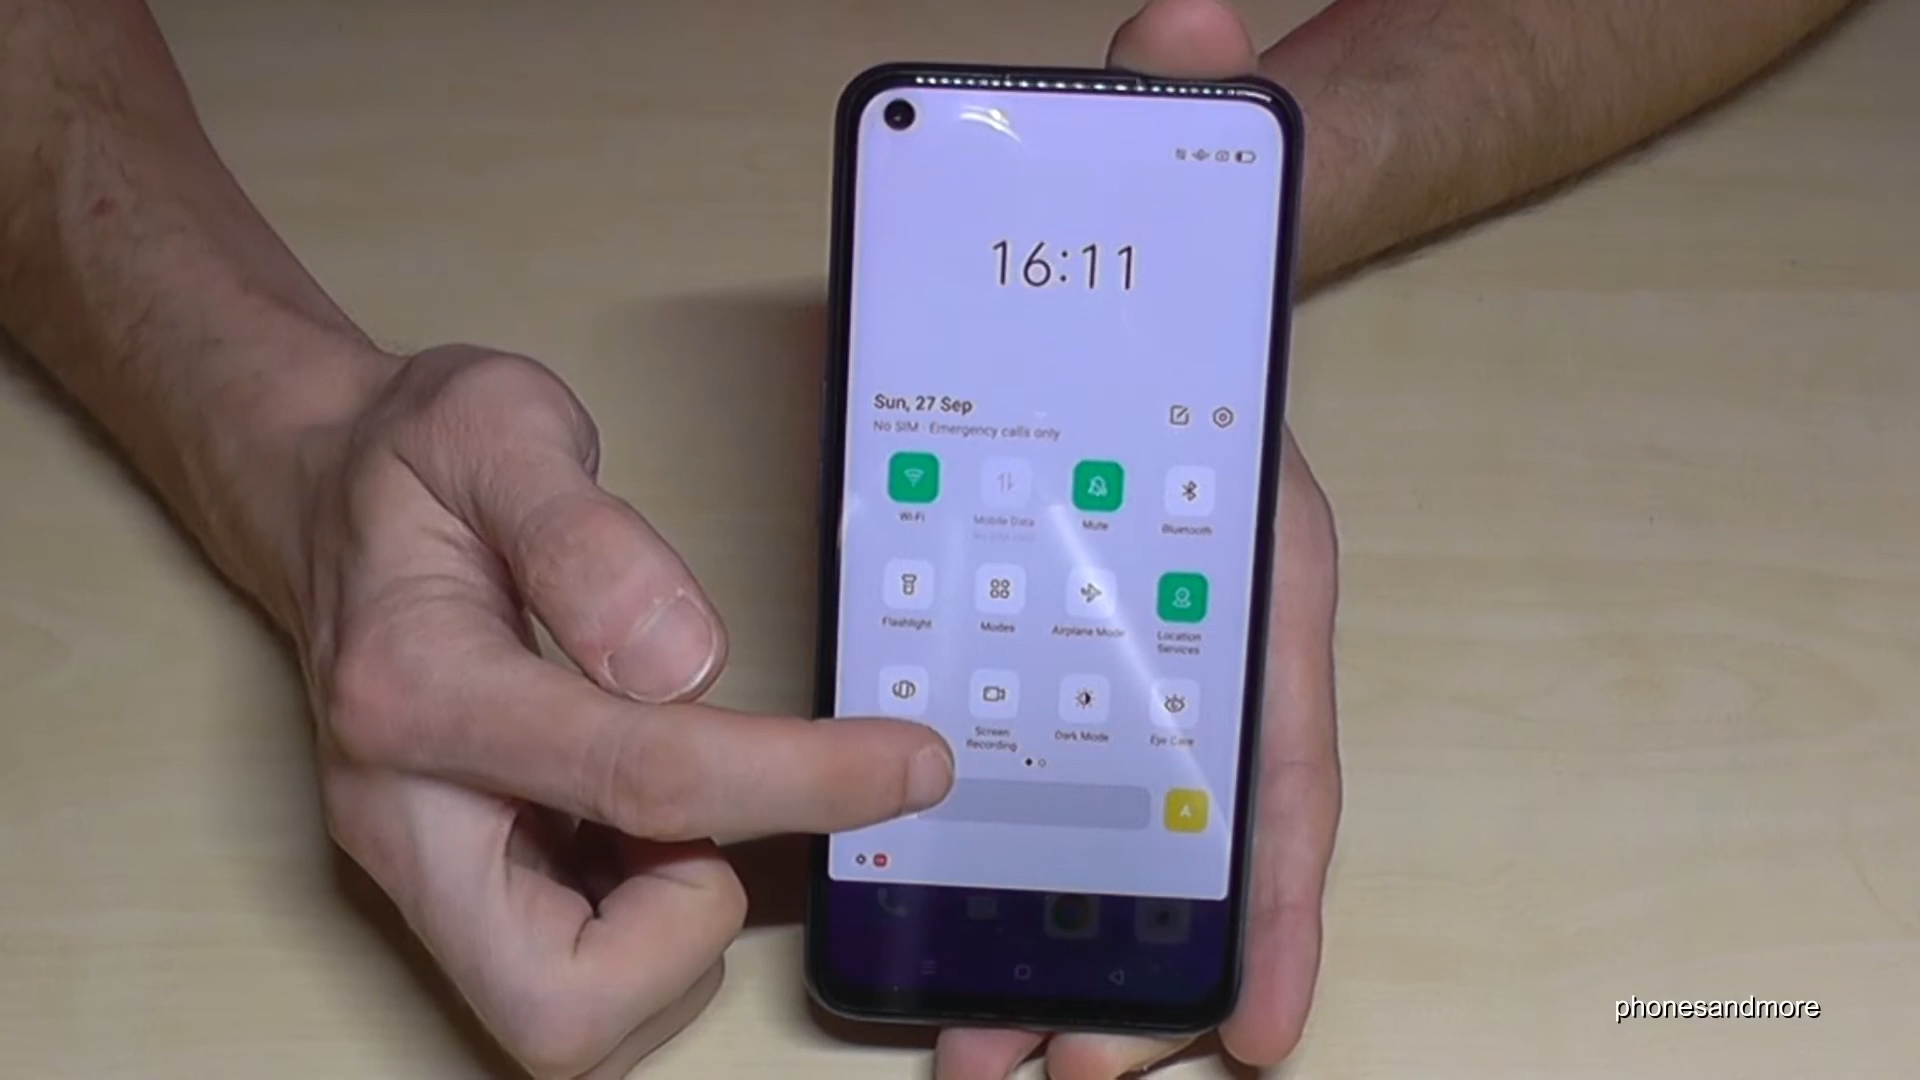 16:11
Sun, 27 Sep
No SIM · Emergency calls only
Wi-Fi
Mobile Data
Mute
Bluetooth
Flashlight
Modes
Airplane Mode
Location
Services
Screen
Recording
Dark Mode
Eye Care
A
phonesandmore